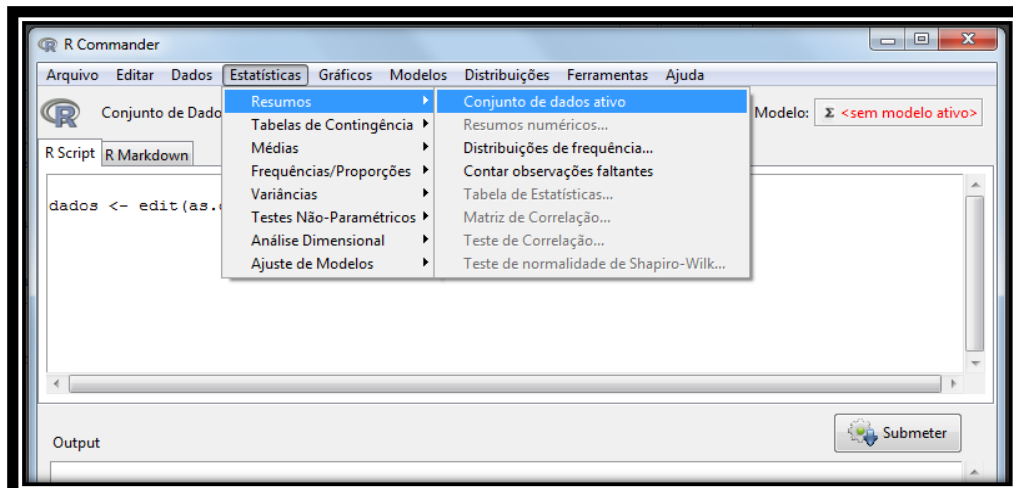 R Commander
Arquivo Editar Dados Estatísticas Gráficos Modelos Distribuições Ferramentas Ajuda
Conjunto de Dado
Modelo: Σ <sem modelo ativo>
R Script R Markdown
dados <- edit(as.
Resumos
Tabelas de Contingência
Médias
Frequências/Proporções
Variâncias
Testes Não-Paramétricos
Análise Dimensional
Ajuste de Modelos
Conjunto de dados ativo
Resumos numéricos...
Distribuições de frequência...
Contar observações faltantes
Tabela de Estatísticas...
Matriz de Correlação...
Teste de Correlação...
Teste de normalidade de Shapiro-Wilk...
Submeter
Output